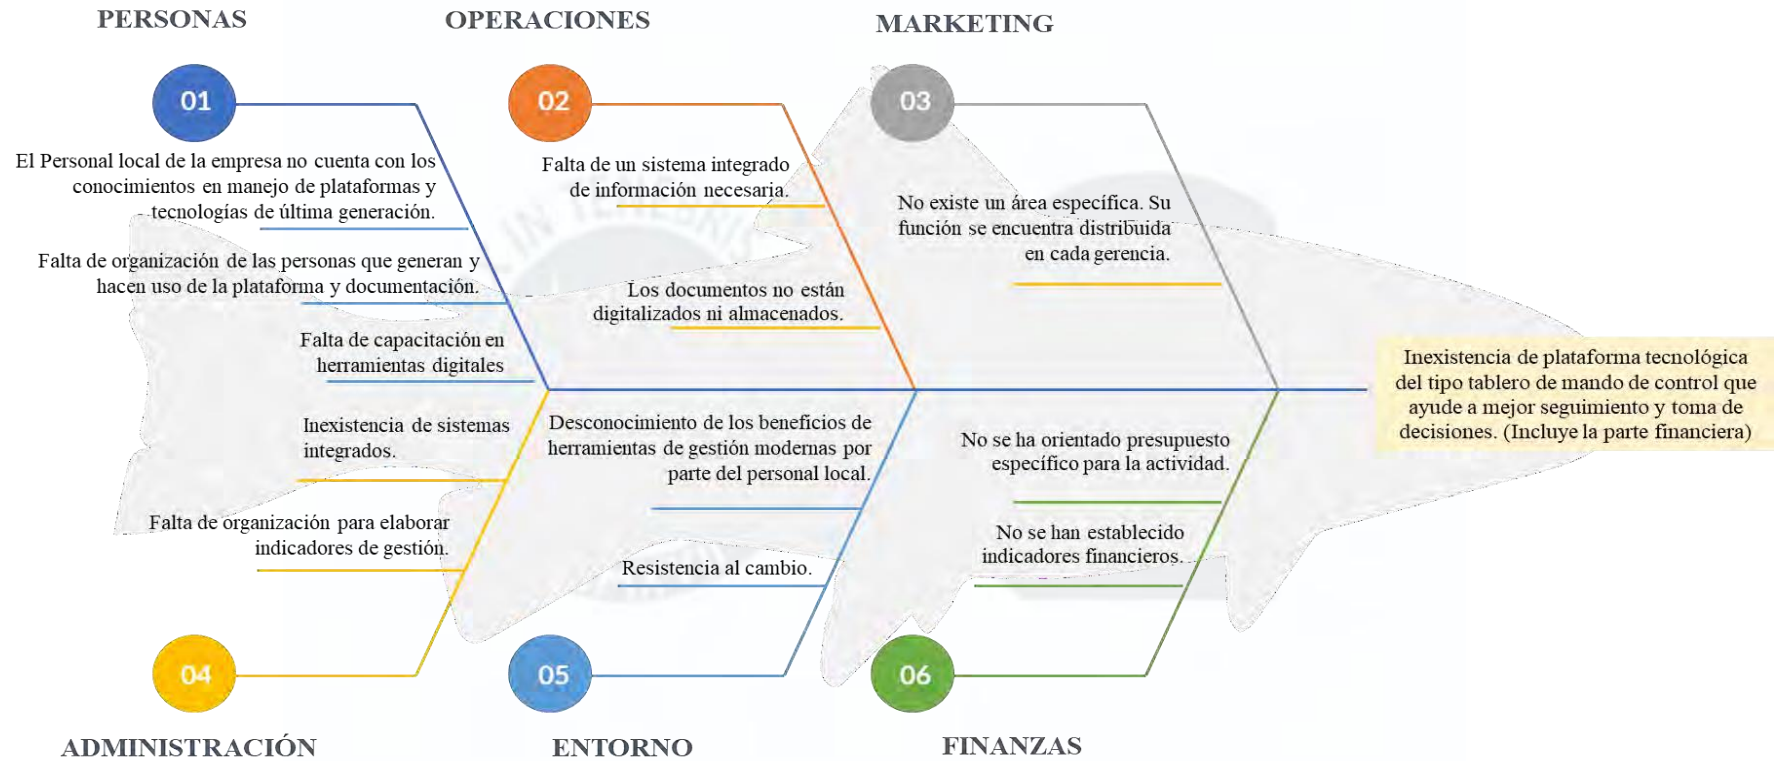 PERSONAS
01
El Personal local de la empresa no cuenta con los
conocimientos en manejo de plataformas y
tecnologías de última generación.
Falta de organización de las personas que generan y
hacen uso de la plataforma y documentación.
Falta de capacitación en
herramientas digitales
OPERACIONES
02
Falta de un sistema integrado
de información necesaria.
Los documentos no están
digitalizados ni almacenados.
MARKETING
03
No existe un área específica. Su
función se encuentra distribuida
en cada gerencia.
Inexistencia de plataforma tecnológica
del tipo tablero de mando de control que
ayude a mejor seguimiento y toma de
decisiones. (Incluye la parte financiera)
Inexistencia de sistemas
integrados.
Falta de organización para elaborar
indicadores de gestión.
04
ADMINISTRACIÓN
Desconocimiento de los beneficios de
herramientas de gestión modernas por
parte del personal local.
Resistencia al cambio.
05
ENTORNO
No se ha orientado presupuesto
específico para la actividad.
No se han establecido
indicadores financieros.
06
FINANZAS
IN TENEBRIS